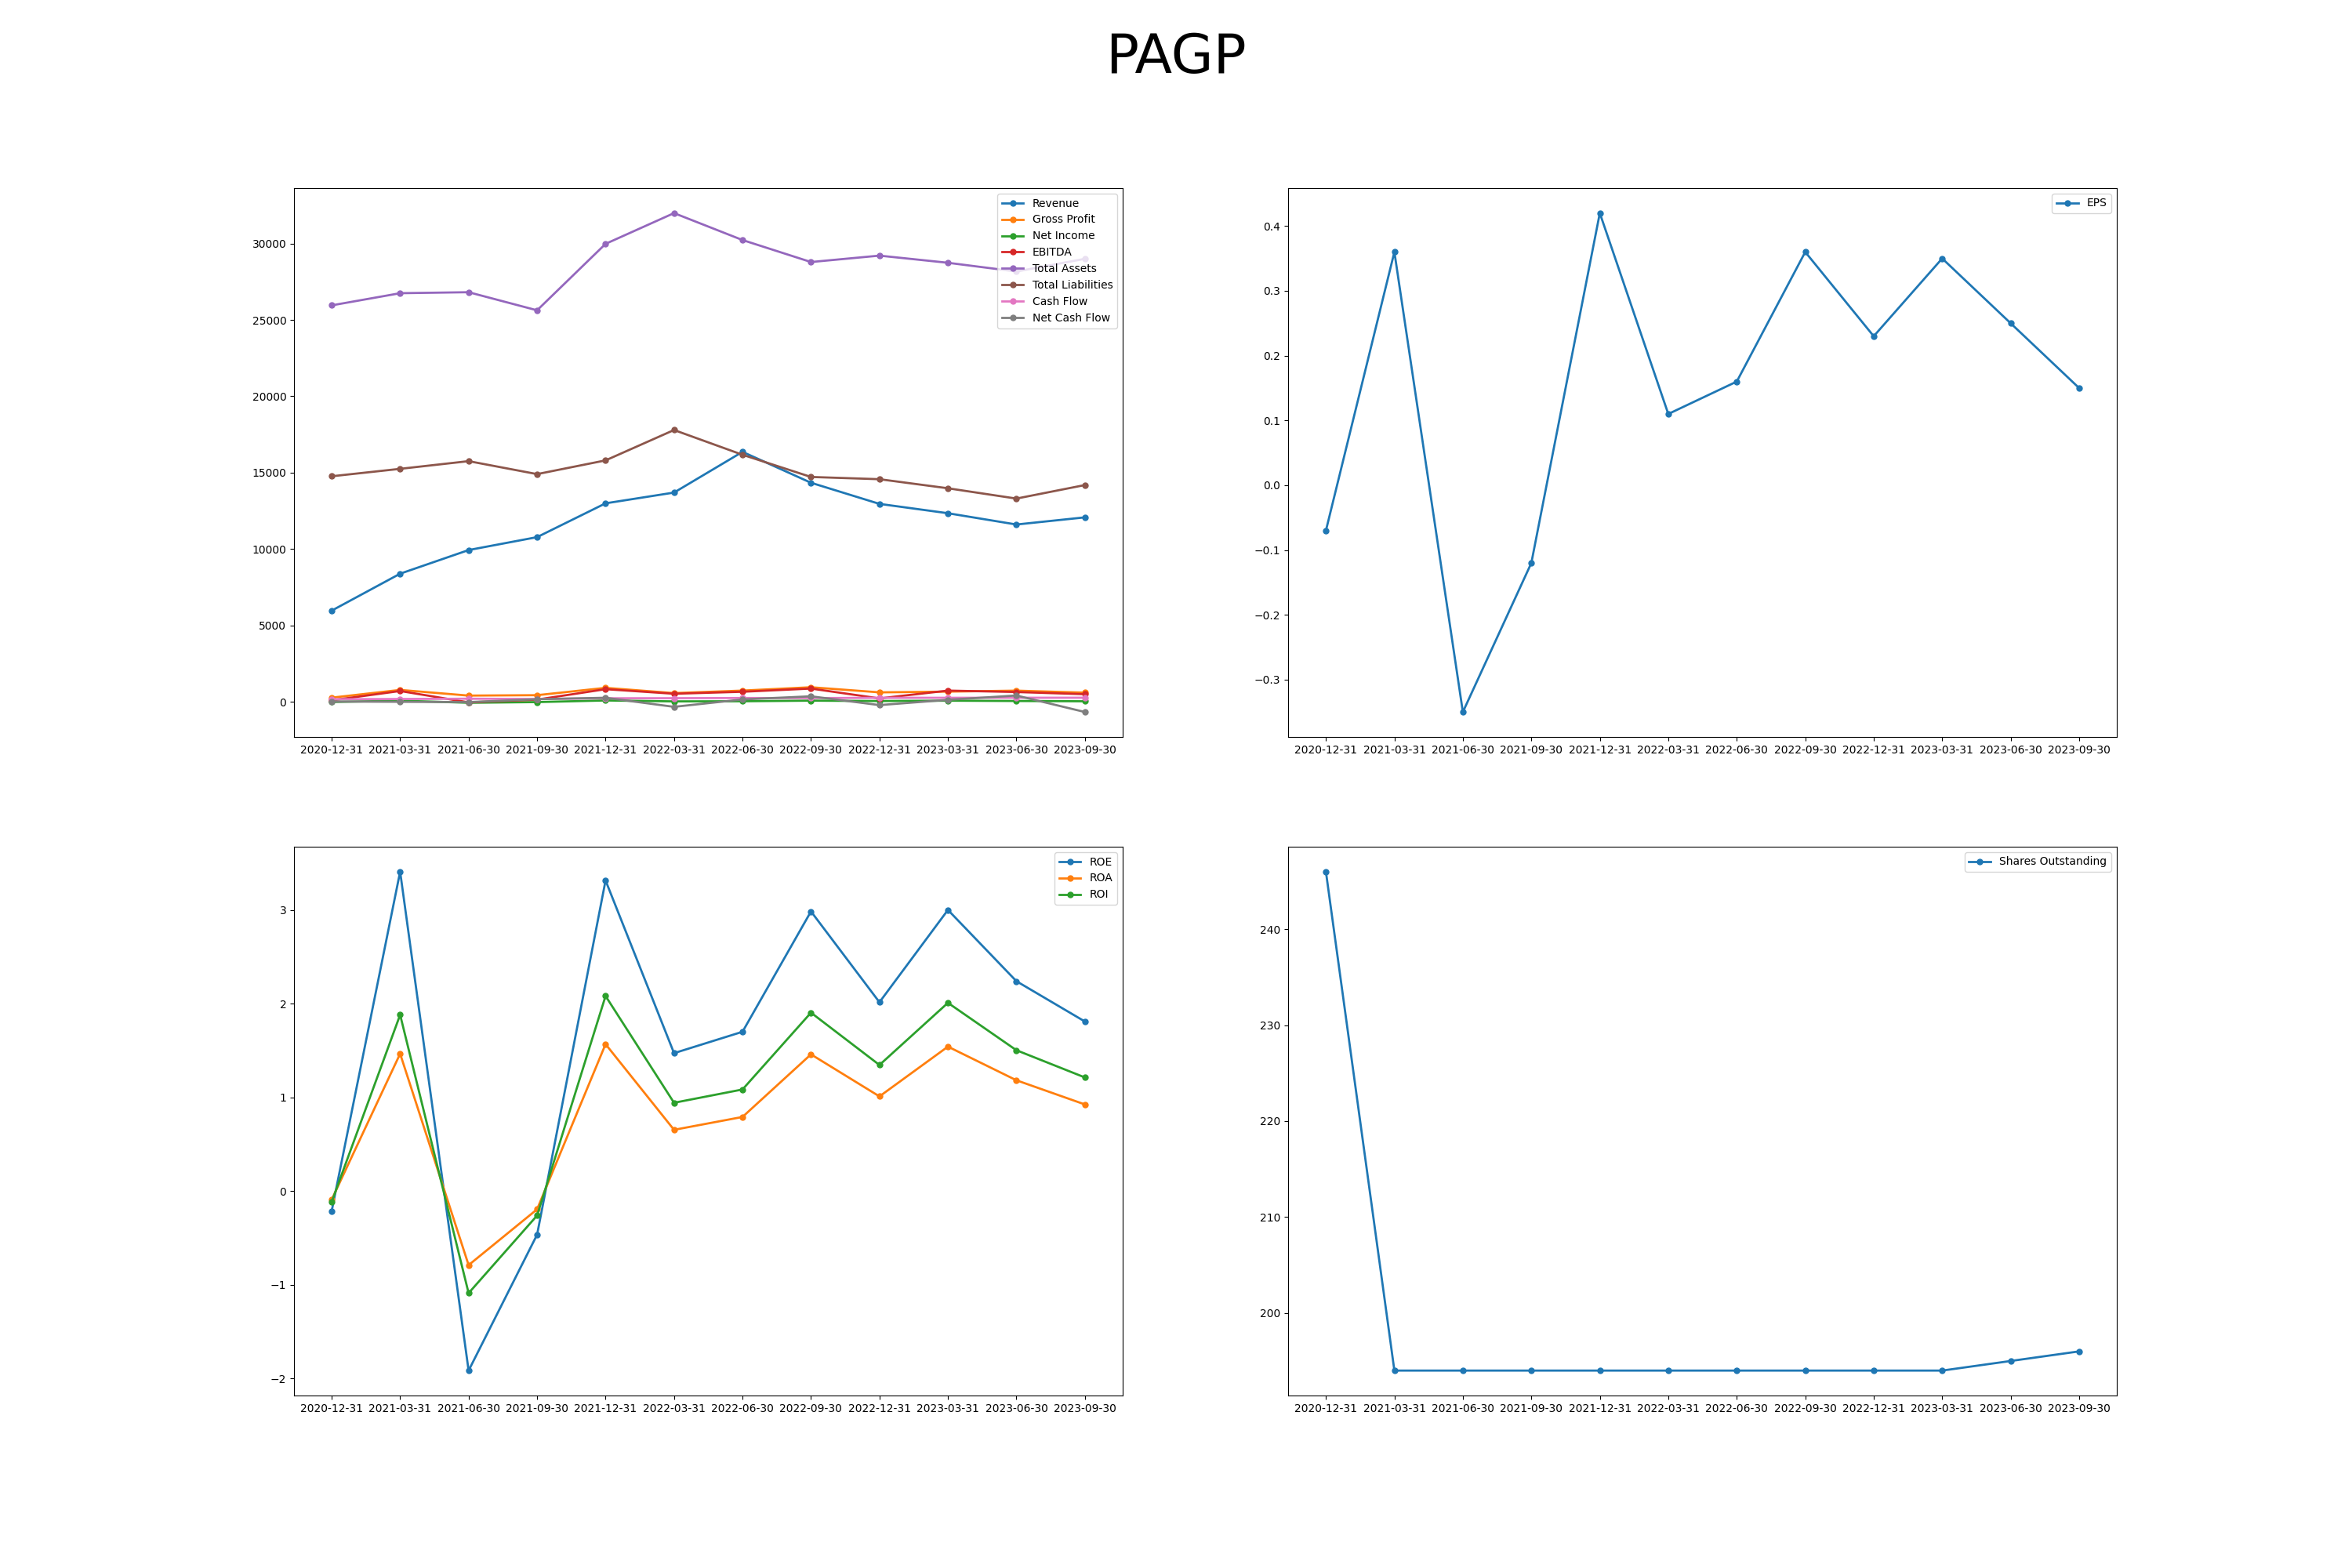 PAGP
Revenue
Gross Profit
Net Income
EBITDA
Total Assets
Total Liabilities
Cash Flow
Net Cash Flow
30000
25000
20000
15000
10000
5000
0
2020-12-31 2021-03-31 2021-06-30 2021-09-30 2021-12-31 2022-03-31 2022-06-30 2022-09-30 2022-12-31 2023-03-31 2023-06-30 2023-09-30
EPS
0.4
0.3
0.2
0.1
0.0
−0.1
−0.2
−0.3
2020-12-31 2021-03-31 2021-06-30 2021-09-30 2021-12-31 2022-03-31 2022-06-30 2022-09-30 2022-12-31 2023-03-31 2023-06-30 2023-09-30
ROE
ROA
ROI
3
2
1
0
−1
−2
2020-12-31 2021-03-31 2021-06-30 2021-09-30 2021-12-31 2022-03-31 2022-06-30 2022-09-30 2022-12-31 2023-03-31 2023-06-30 2023-09-30
Shares Outstanding
240
230
220
210
200
2020-12-31 2021-03-31 2021-06-30 2021-09-30 2021-12-31 2022-03-31 2022-06-30 2022-09-30 2022-12-31 2023-03-31 2023-06-30 2023-09-30